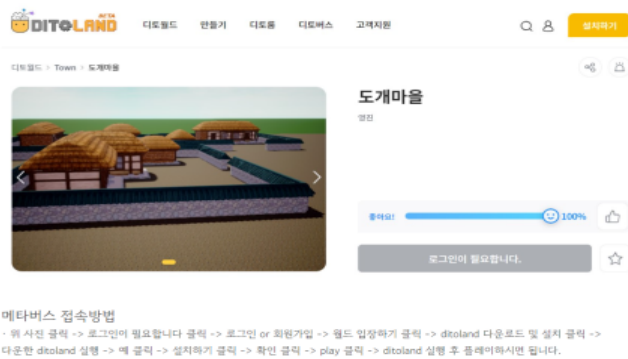 BETA
DITOLAND
디토월드 만들기 디토룸 디토버스 고객지원 설치하기
디토월드 > Town > 도개마을
도개마을
영진
좋아요! 100%
로그인이 필요합니다.
메타버스 접속방법
- 위 사진 클릭 -> 로그인이 필요합니다 클릭 -> 로그인 or 회원가입 -> 월드 입장하기 클릭 -> ditoland 다운로드 및 설치 클릭 ->
다운한 ditoland 실행 -> 예 클릭 -> 설치하기 클릭 -> 확인 클릭 -> play 클릭 -> ditoland 실행 후 플레이하시면 됩니다.